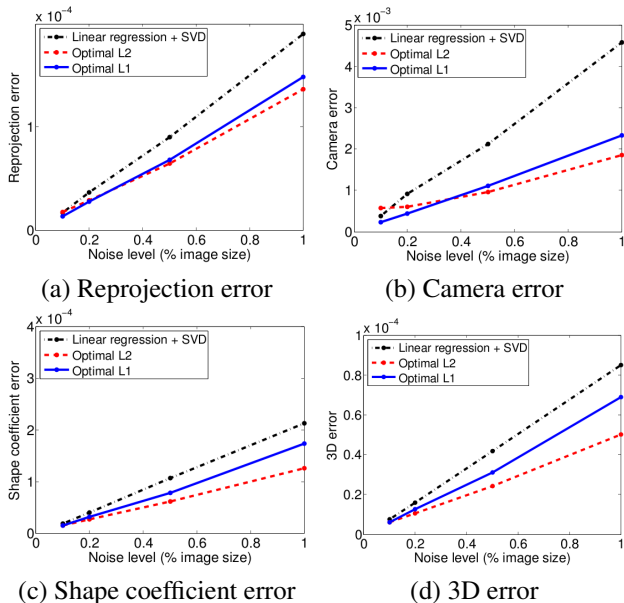 x 10⁻⁴
Linear regression + SVD
Optimal L2
Optimal L1
Reprojection error
1
0
0 0.2 0.4 0.6 0.8 1
Noise level (% image size)
(a) Reprojection error
x 10⁻³
5
Linear regression + SVD
Optimal L2
Optimal L1
4
3
2
1
0
Camera error
0 0.2 0.4 0.6 0.8 1
Noise level (% image size)
(b) Camera error
x 10⁻⁴
4
Linear regression + SVD
Optimal L2
Optimal L1
3
2
1
0
Shape coefficient error
0 0.2 0.4 0.6 0.8 1
Noise level (% image size)
(c) Shape coefficient error
x 10⁻⁴
1
Linear regression + SVD
Optimal L2
Optimal L1
0.8
0.6
0.4
0.2
0
3D error
0 0.2 0.4 0.6 0.8 1
Noise level (% image size)
(d) 3D error